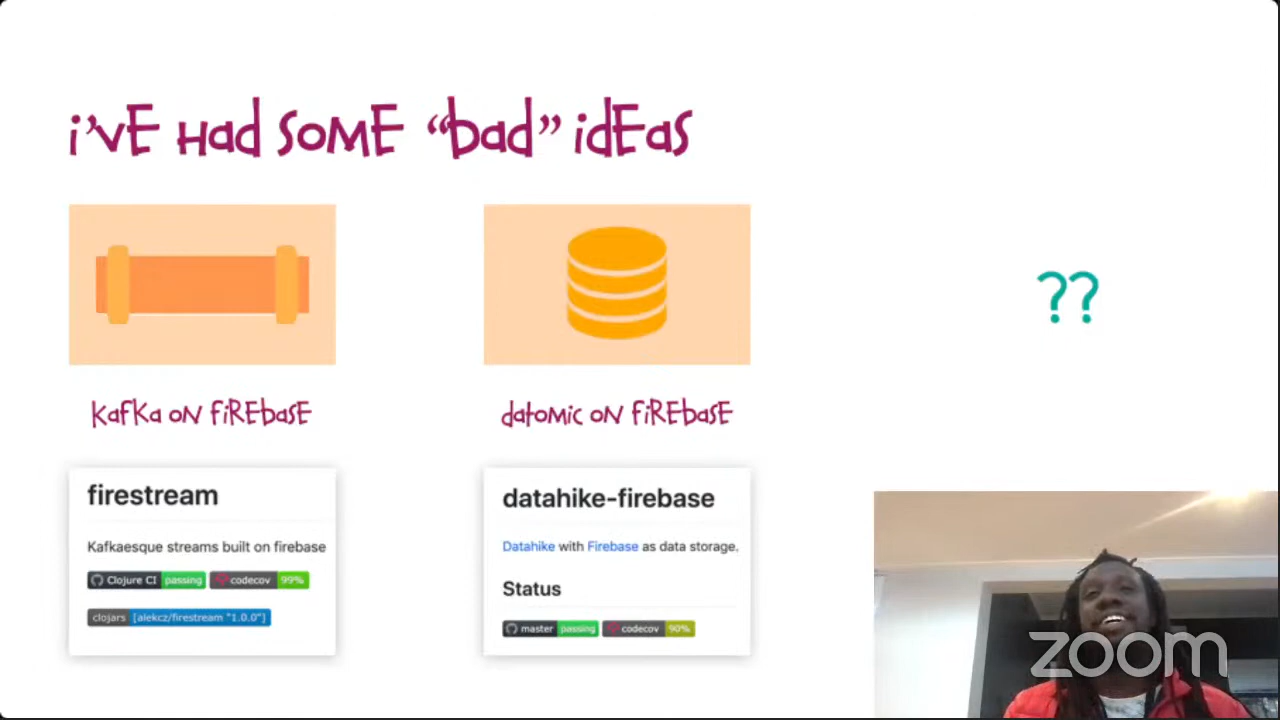 i've had some “bad” ideas
??
kafka on firebase
datomic on firebase
firestream
Kafkaesque streams built on firebase
Clojure CI passing codecov 99%
clojars [alekcz/firestream "1.0.0"]
datahike-firebase
Datahike with Firebase as data storage.
Status
master passing codecov 90%
zoom